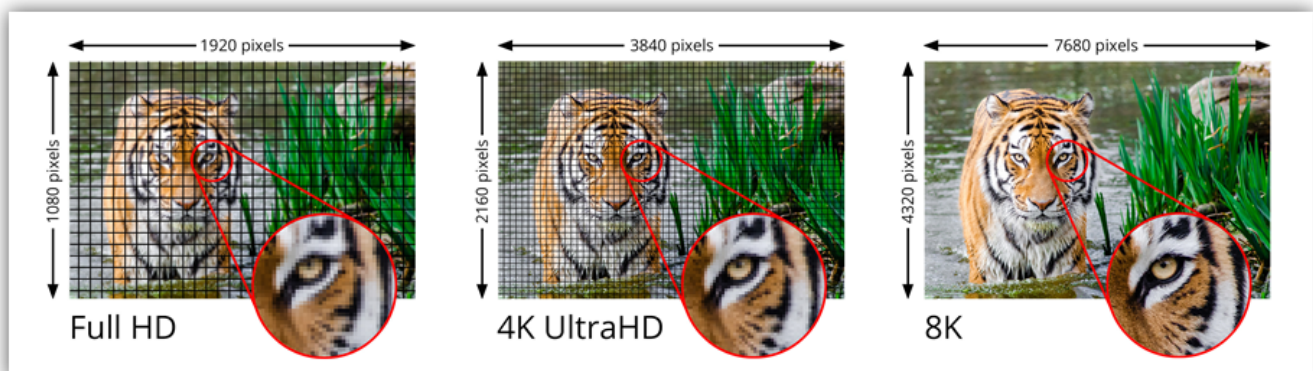 1920 pixels
1080 pixels
Full HD
3840 pixels
2160 pixels
4K UltraHD
7680 pixels
4320 pixels
8K